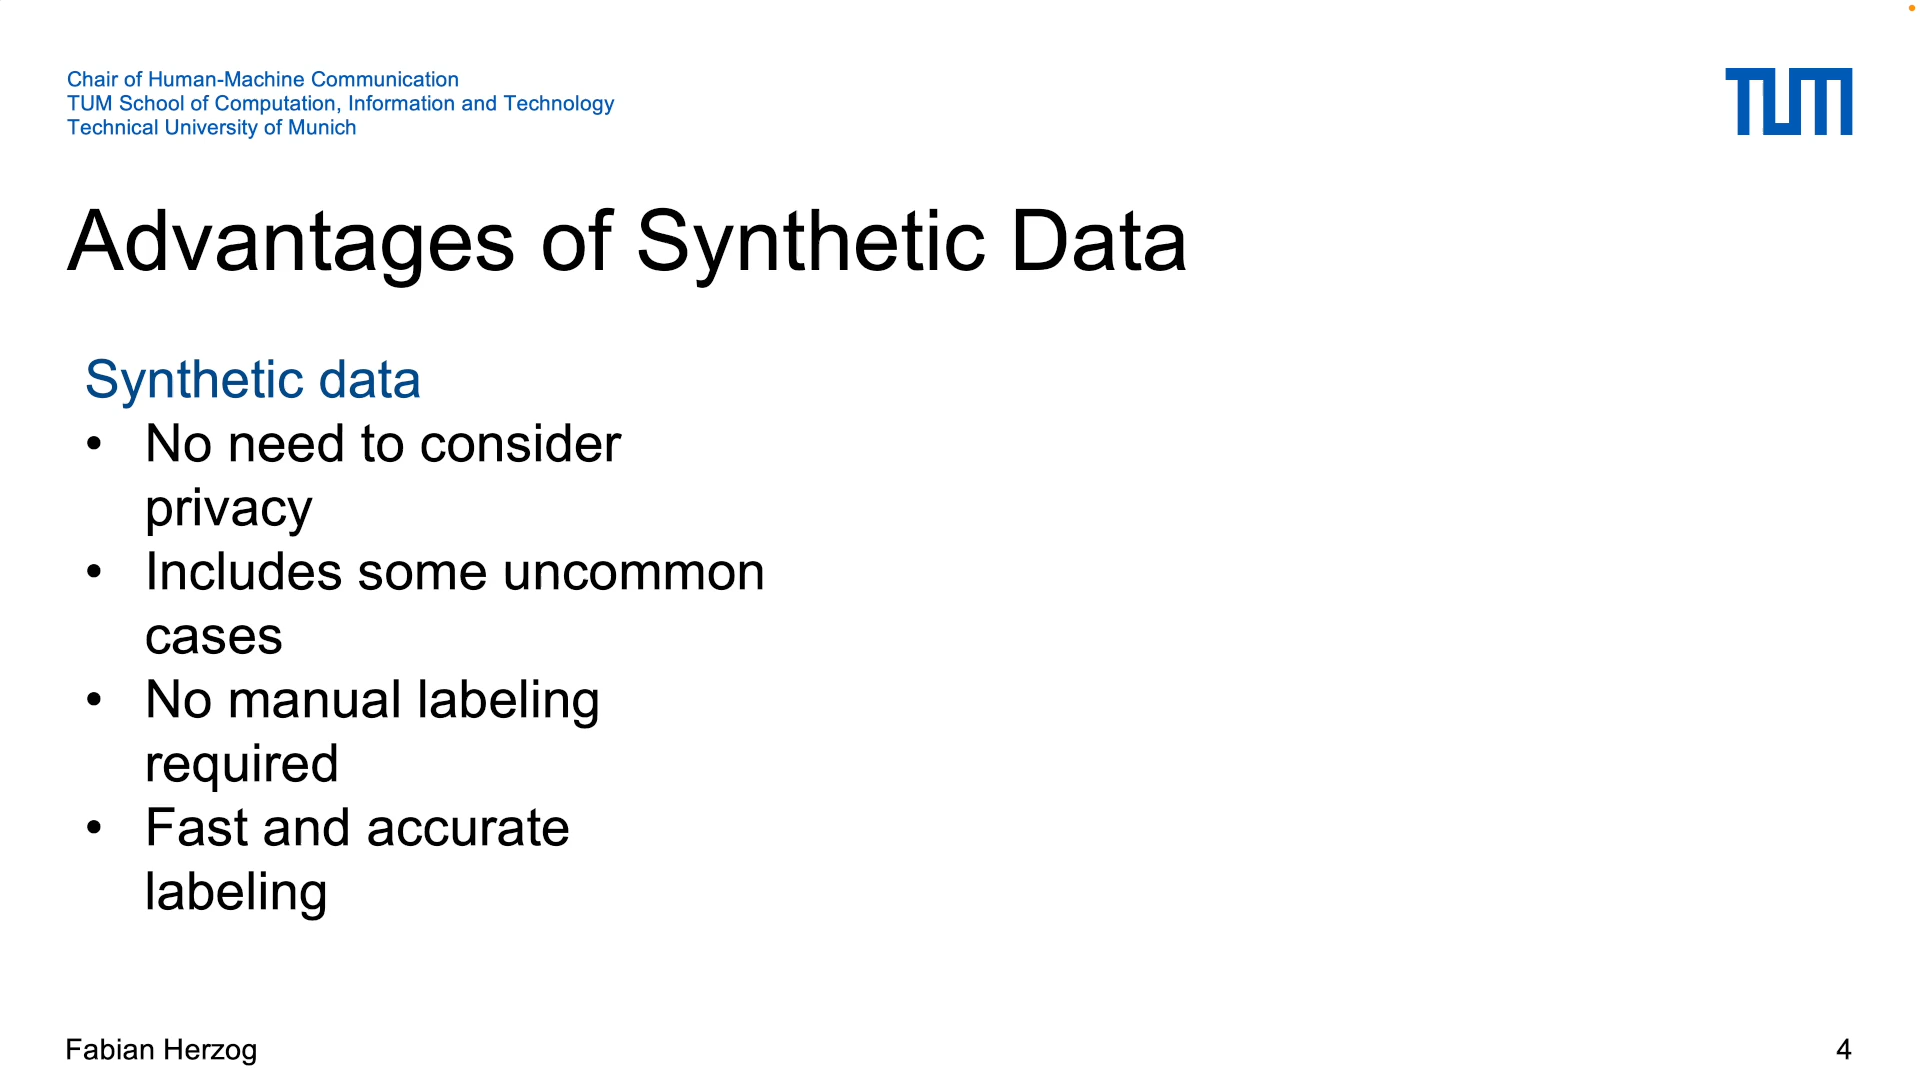 Chair of Human-Machine Communication
TUM School of Computation, Information and Technology
Technical University of Munich
TUM
Advantages of Synthetic Data
Synthetic data
• No need to consider
privacy
• Includes some uncommon
cases
• No manual labeling
required
• Fast and accurate
labeling
Fabian Herzog
4